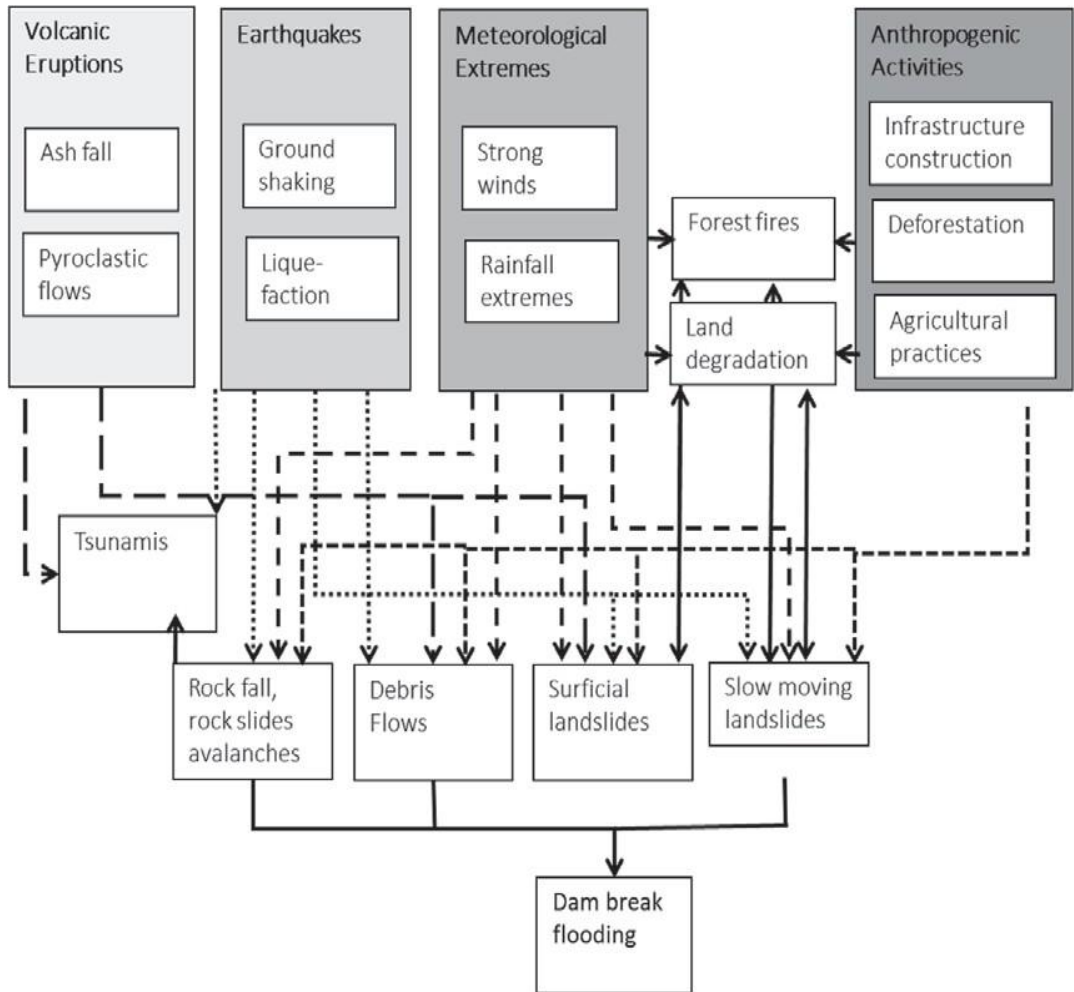 Volcanic
Eruptions
Ash fall
Pyroclastic
flows
Earthquakes
Ground
shaking
Lique-
faction
Meteorological
Extremes
Strong
winds
Rainfall
extremes
Anthropogenic
Activities
Infrastructure
construction
Deforestation
Agricultural
practices
Forest fires
Land
degradation
Tsunamis
Rock fall,
rock slides
avalanches
Debris
Flows
Surficial
landslides
Slow moving
landslides
Dam break
flooding